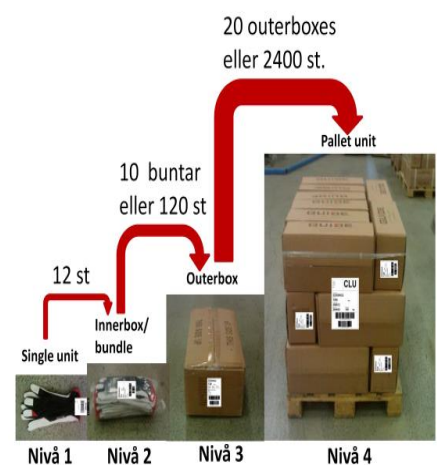 20 outerboxes
eller 2400 st.
Pallet unit
10 buntar
eller 120 st
Outerbox
12 st
Innerbox/
bundle
Single unit
CLU
Nivå 1
Nivå 2
Nivå 3
Nivå 4